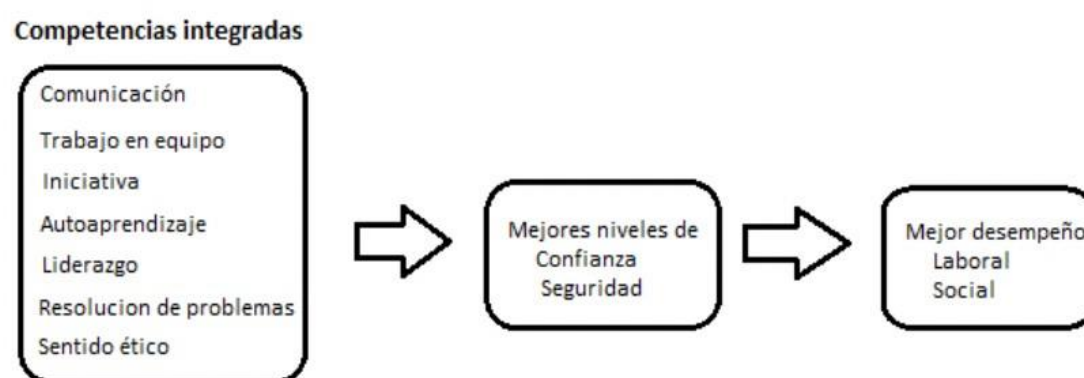 Competencias integradas
Comunicación
Trabajo en equipo
Iniciativa
Autoaprendizaje
Liderazgo
Resolucion de problemas
Sentido ético
Mejores niveles de
Confianza
Seguridad
Mejor desempeño
Laboral
Social